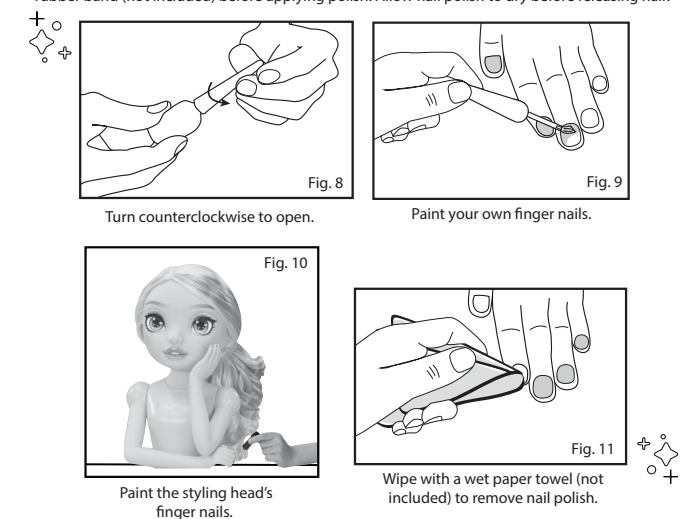 rubber band (not included) before applying polish. Allow nail polish to dry before releasing nail.
Fig. 8
Fig. 9
Turn counterclockwise to open.
Paint your own finger nails.
Fig. 10
Fig. 11
Paint the styling head's
finger nails.
Wipe with a wet paper towel (not
included) to remove nail polish.